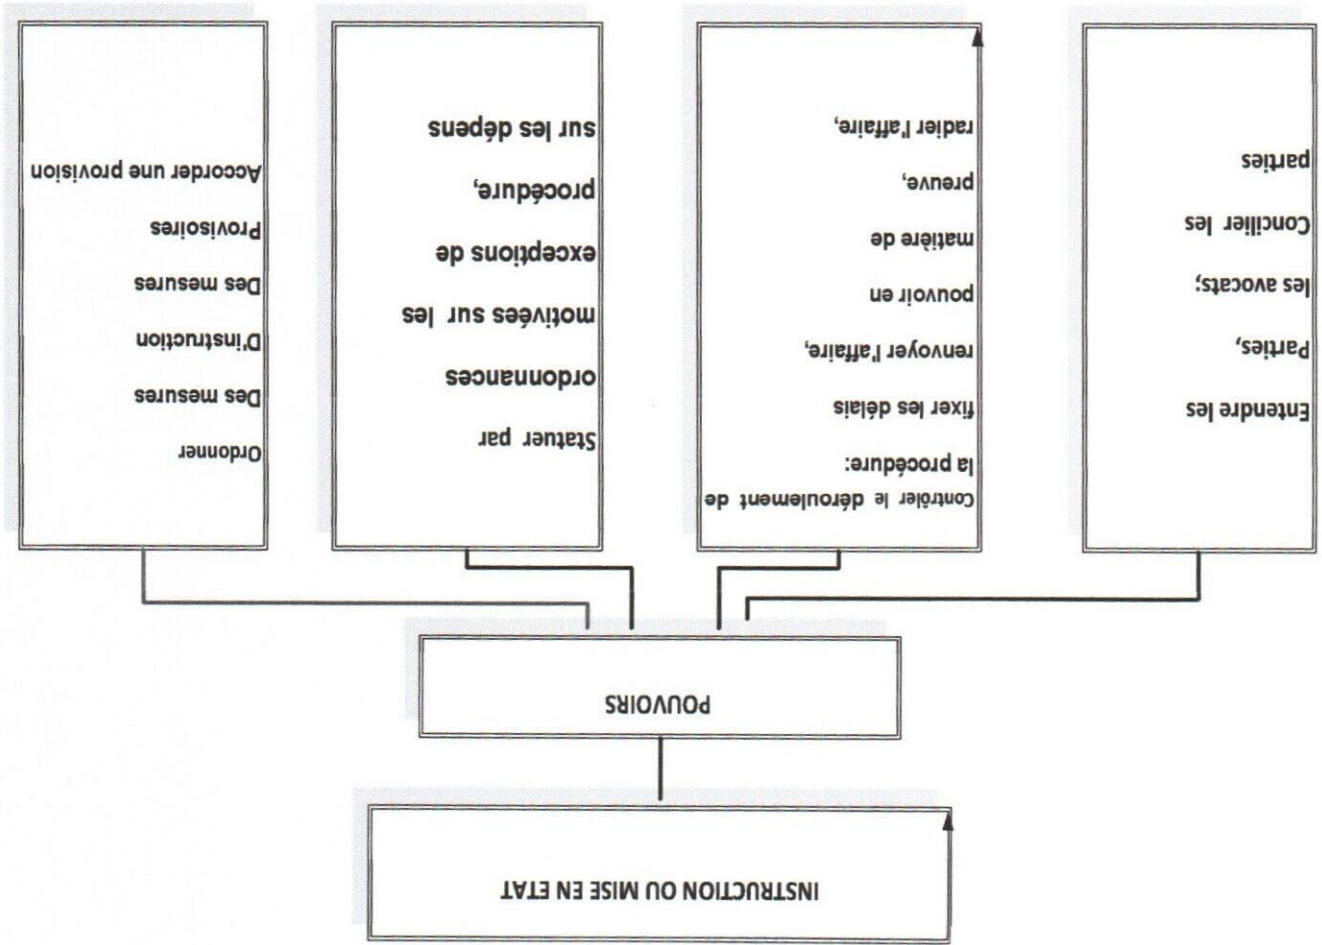 INSTRUCTION OU MISE EN ETAT
POUVOIRS
Entendre les
Parties,
les avocats;
Concilier les
parties
Contrôler le déroulement de
la procédure:
fixer les délais
renvoyer l'affaire,
pouvoir en
matière de
preuve,
radier l'affaire,
Statuer par
ordonnances
motivées sur les
exceptions de
procédure,
sur les dépens
Ordonner
Des mesures
D'instruction
Des mesures
Provisoires
Accorder une provision